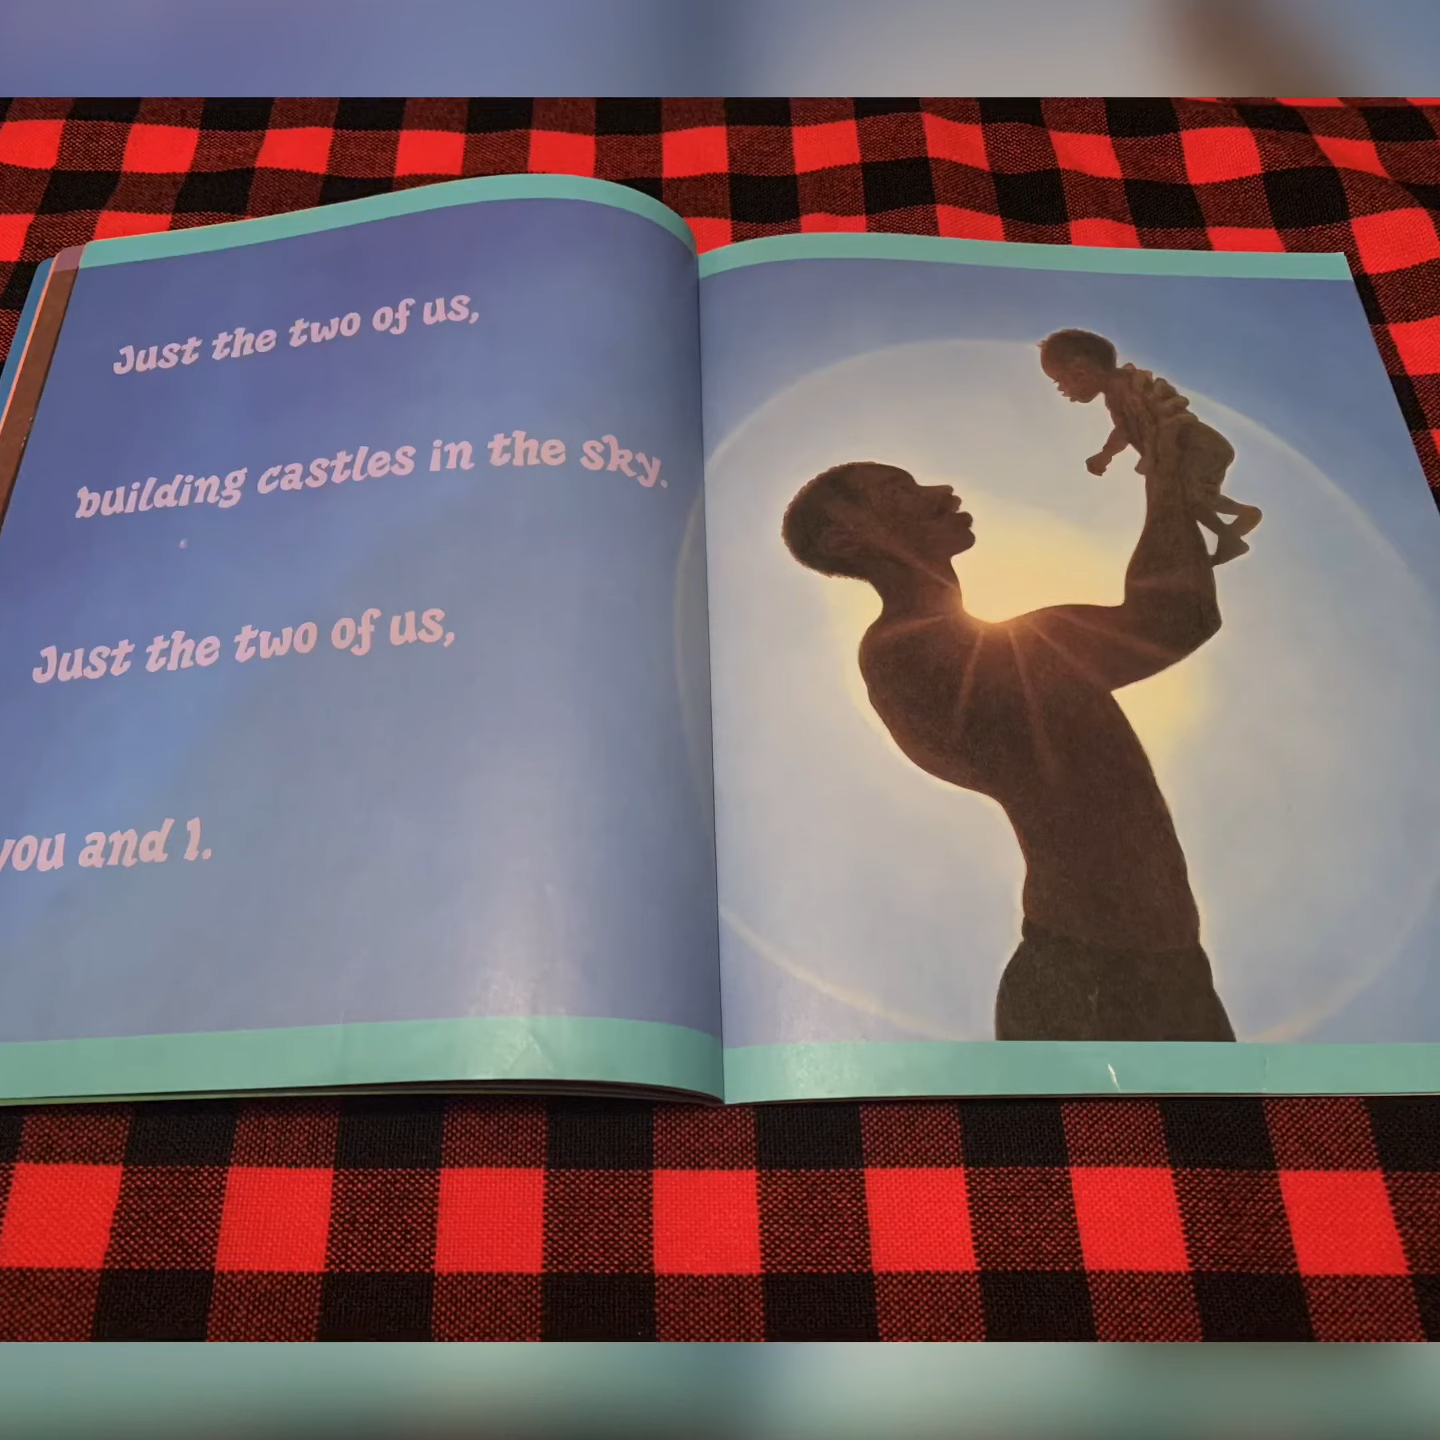 Just the two of us,
building castles in the sky.
Just the two of us,
you and I.